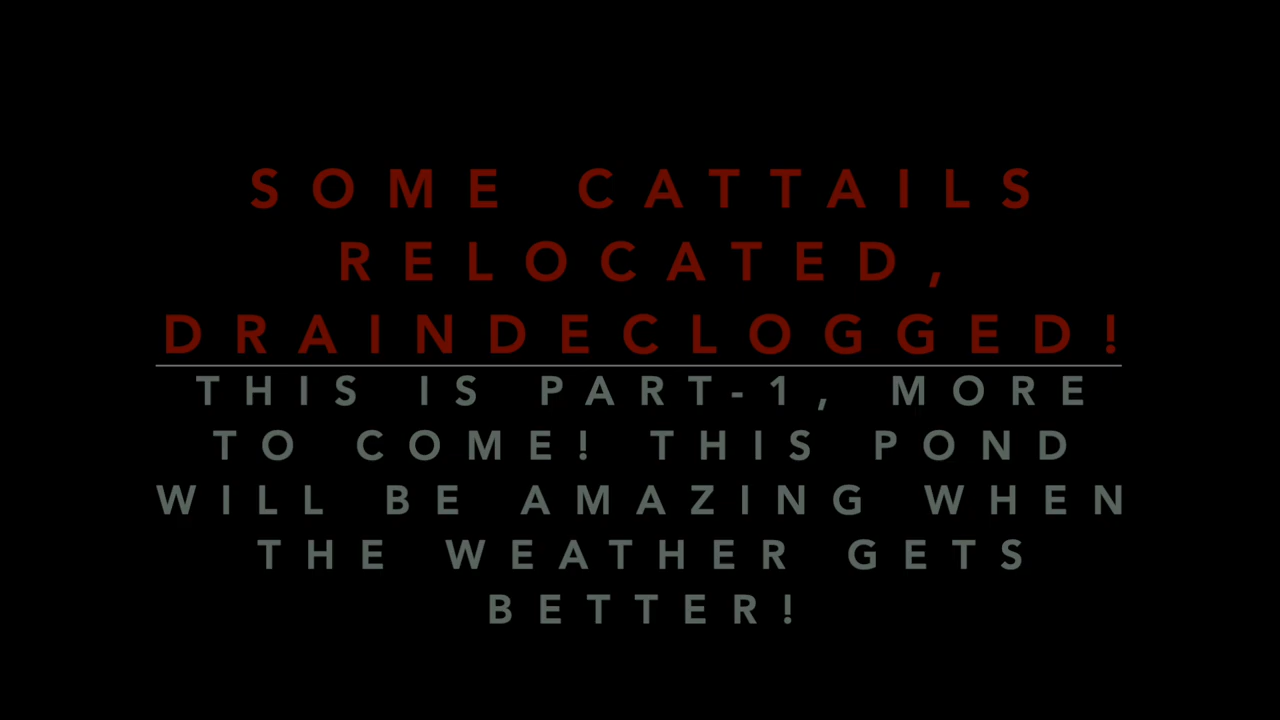 SOME CATTAILS
RELOCATED,
DRAINDECLOGGED!
THIS IS PART-1, MORE
TO COME! THIS POND
WILL BE AMAZING WHEN
THE WEATHER GETS
BETTER!